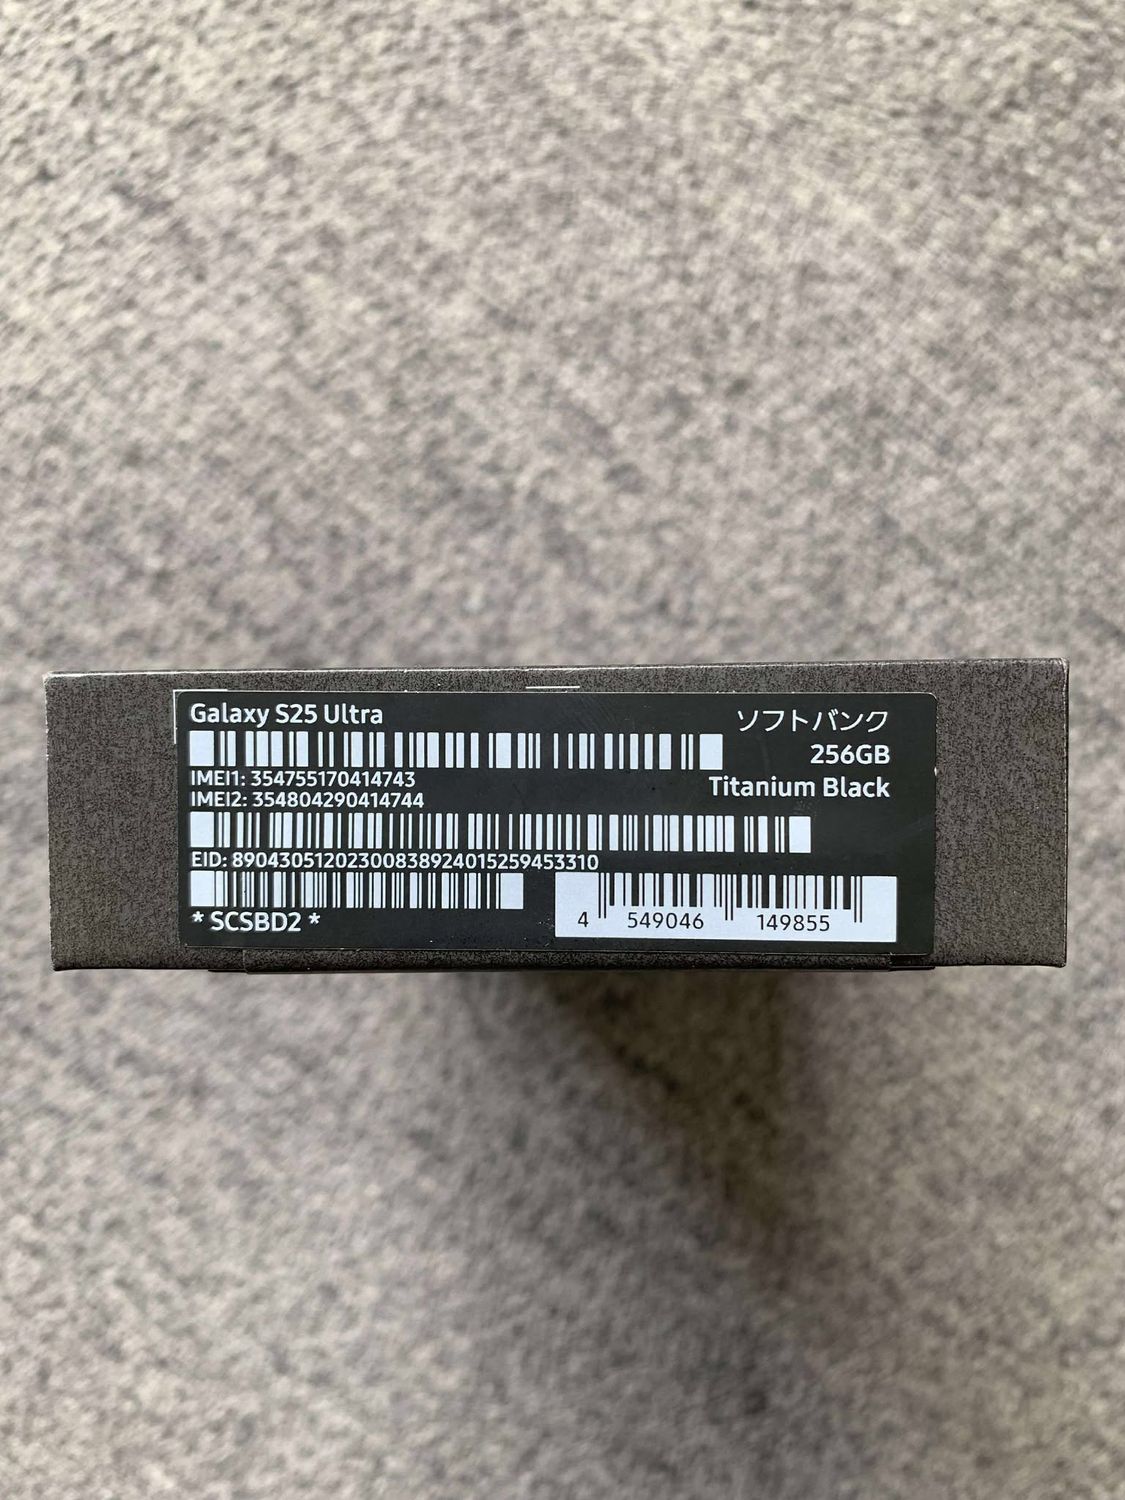 Galaxy S25 Ultra
ソフトバンク
256GB
Titanium Black
IMEI1: 354755170414743
IMEI2: 354804290414744
EID: 89043051202300838924015259453310
* SCSBD2 *
4 549046 149855